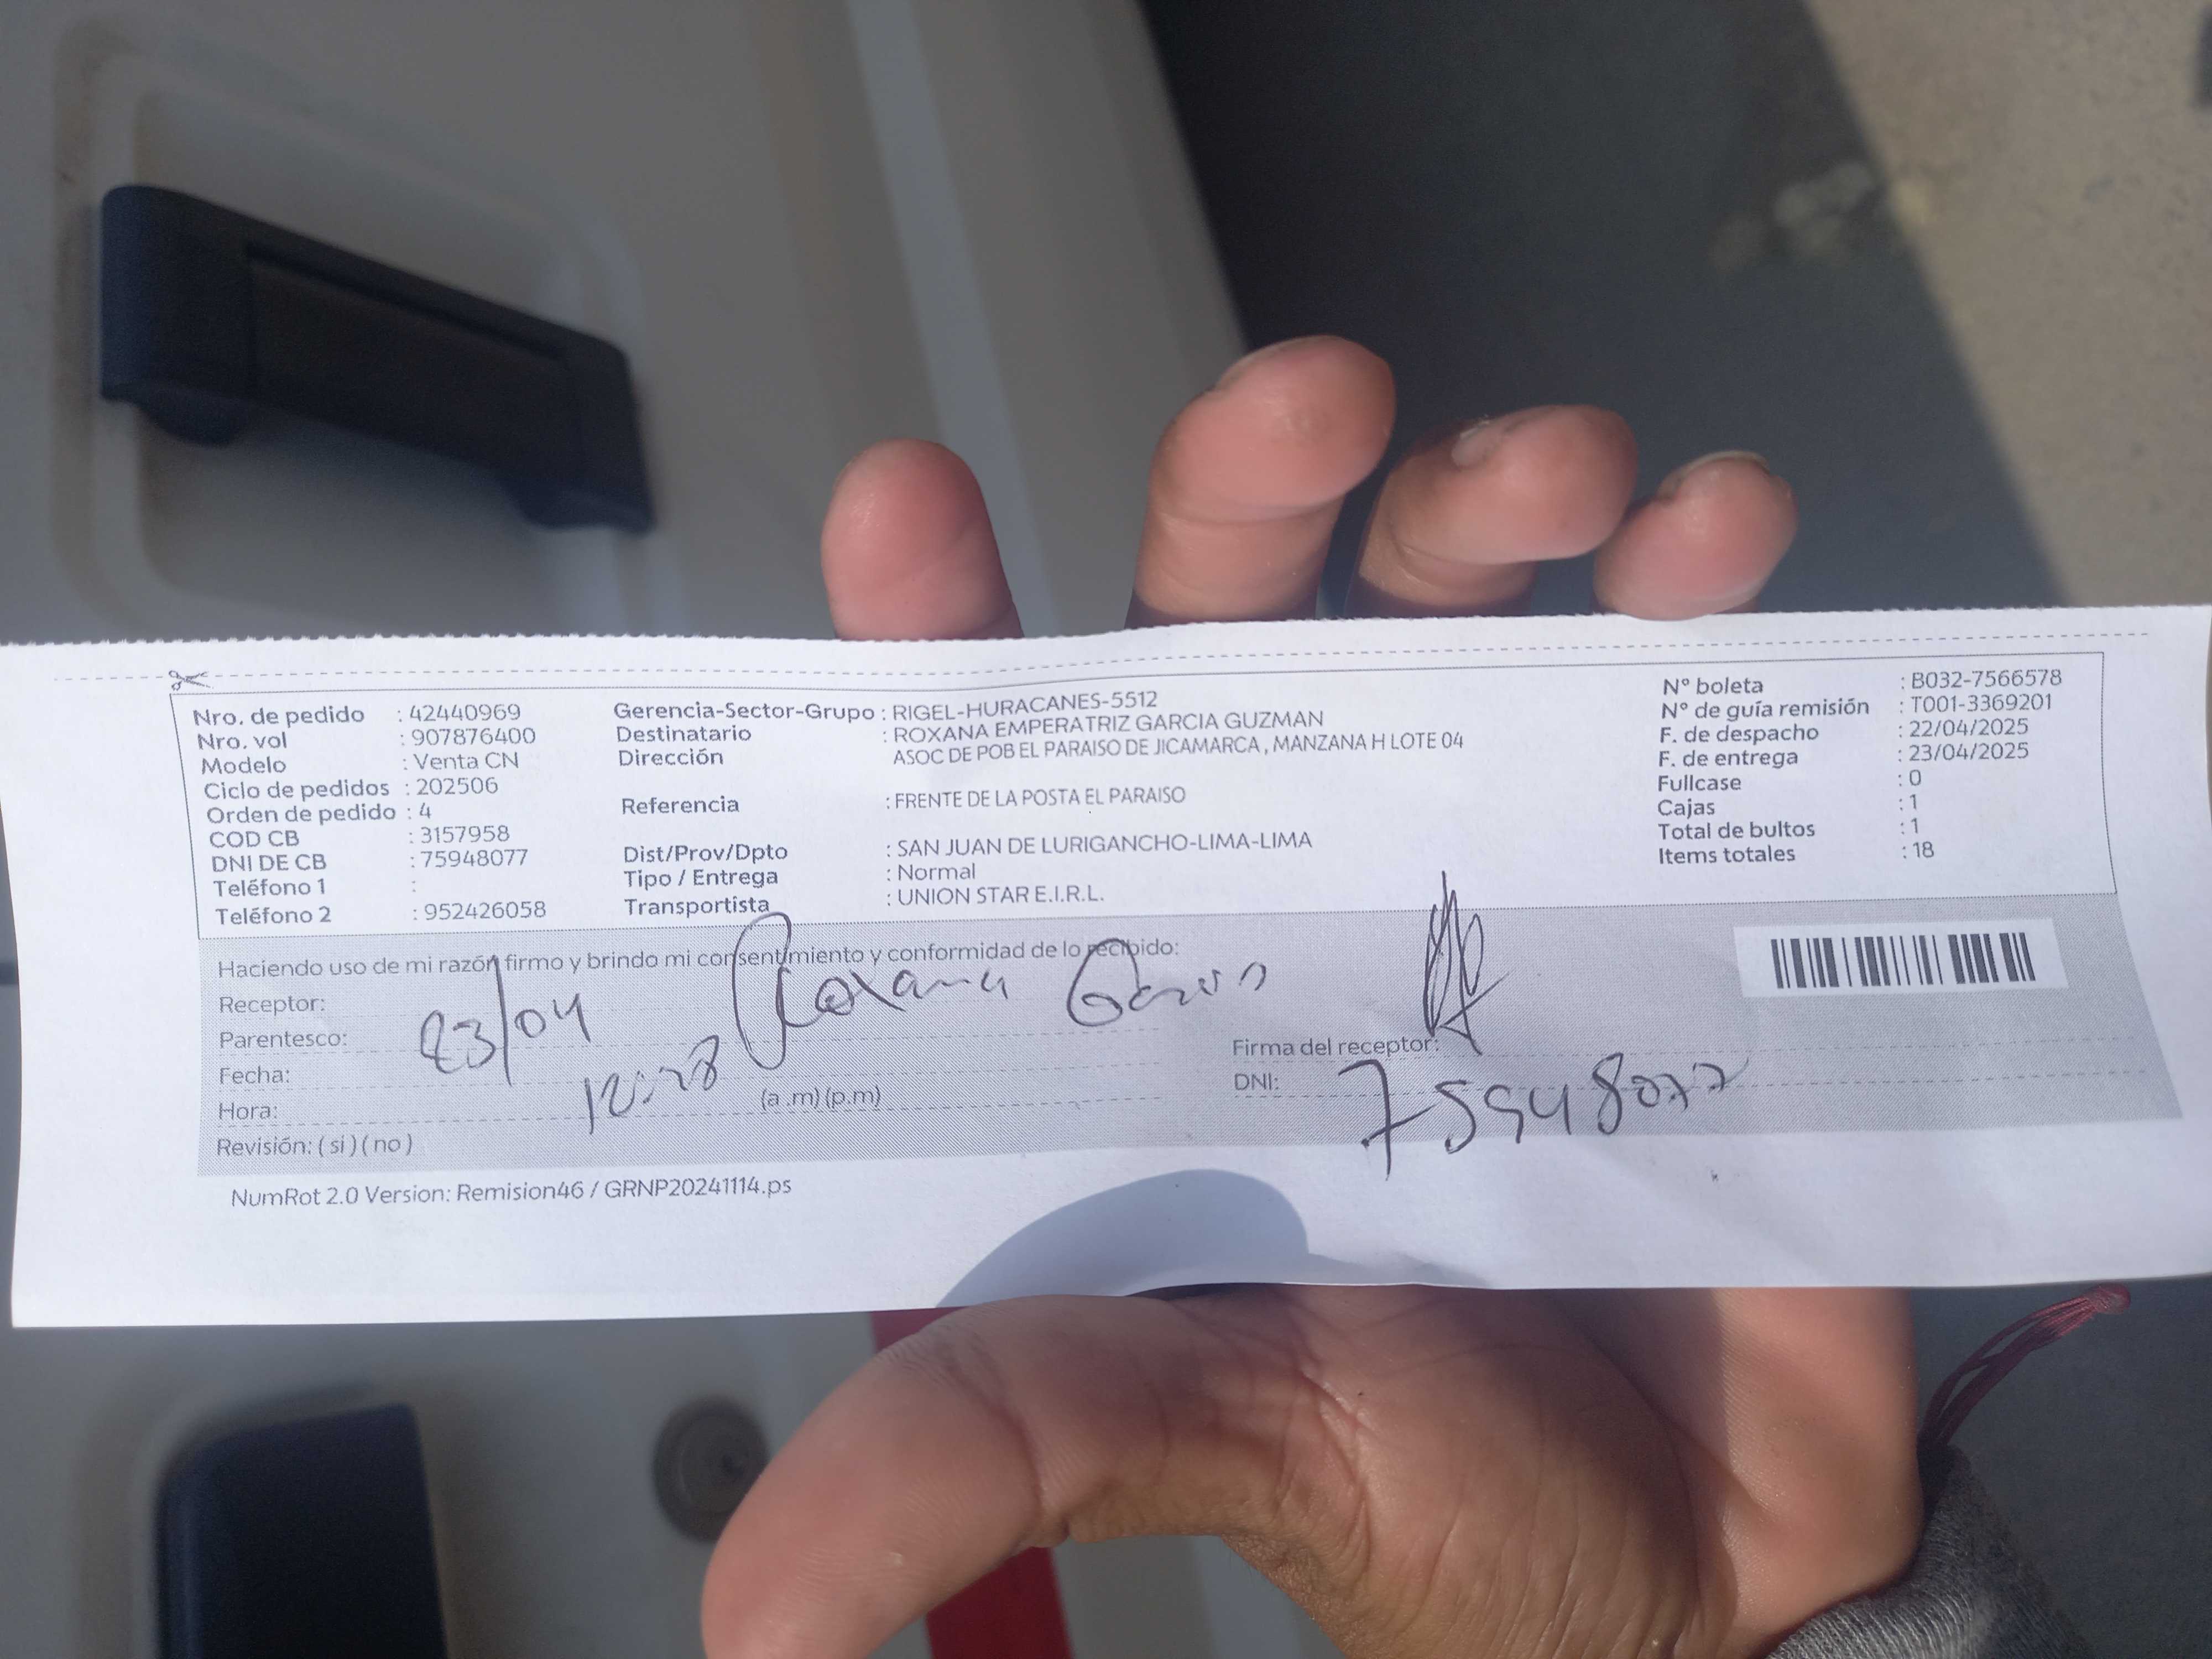 Nro. de pedido : 42440969
Nro. vol : 907876400
Modelo : Venta CN
Ciclo de pedidos : 202506
Orden de pedido : 4
COD CB : 3157958
DNI DE CB : 75948077
Teléfono 1 :
Teléfono 2 : 952426058
Gerencia-Sector-Grupo : RIGEL-HURACANES-5512
Destinatario : ROXANA EMPERATRIZ GARCIA GUZMAN
Dirección ASOC DE POB EL PARAISO DE JICAMARCA , MANZANA H LOTE 04
Referencia : FRENTE DE LA POSTA EL PARAISO
Dist/Prov/Dpto : SAN JUAN DE LURIGANCHO-LIMA-LIMA
Tipo / Entrega : Normal
Transportista : UNION STAR E.I.R.L.
N° boleta : B032-7566578
N° de guía remisión : T001-3369201
F. de despacho : 22/04/2025
F. de entrega : 23/04/2025
Fullcase : 0
Cajas : 1
Total de bultos : 1
Items totales : 18
Haciendo uso de mi razón firmo y brindo mi consentimiento y conformidad de lo recibido:
Receptor: Roxana
Parentesco:
Fecha: 23/04
Hora: (a .m) (p.m)
Revisión: ( si ) ( no )
Firma del receptor:
DNI: 75948077
NumRot 2.0 Version: Remision46 / GRNP20241114.ps